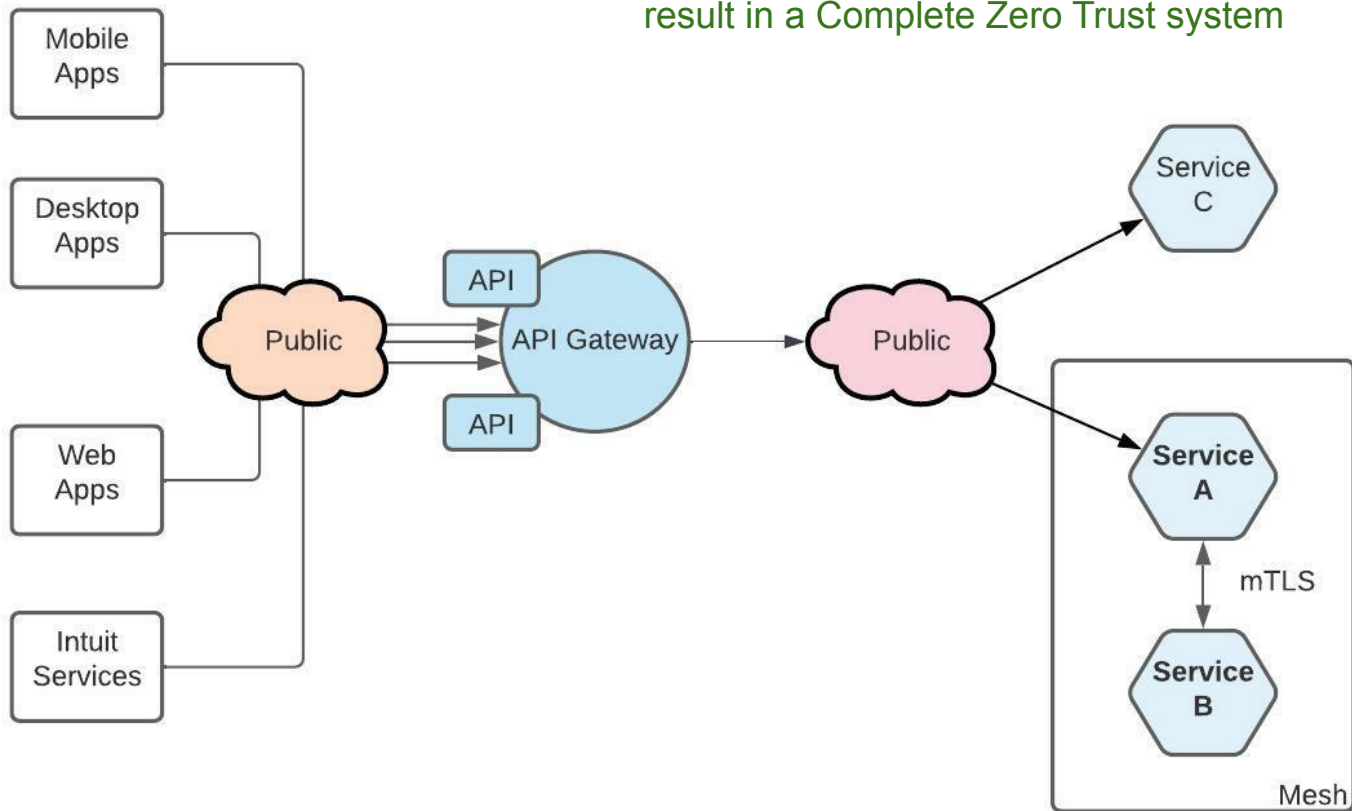 result in a Complete Zero Trust system
Mobile
Apps
Desktop
Apps
Web
Apps
Intuit
Services
Public
API
API Gateway
API
Public
Service
C
Service
A
mTLS
Service
B
Mesh